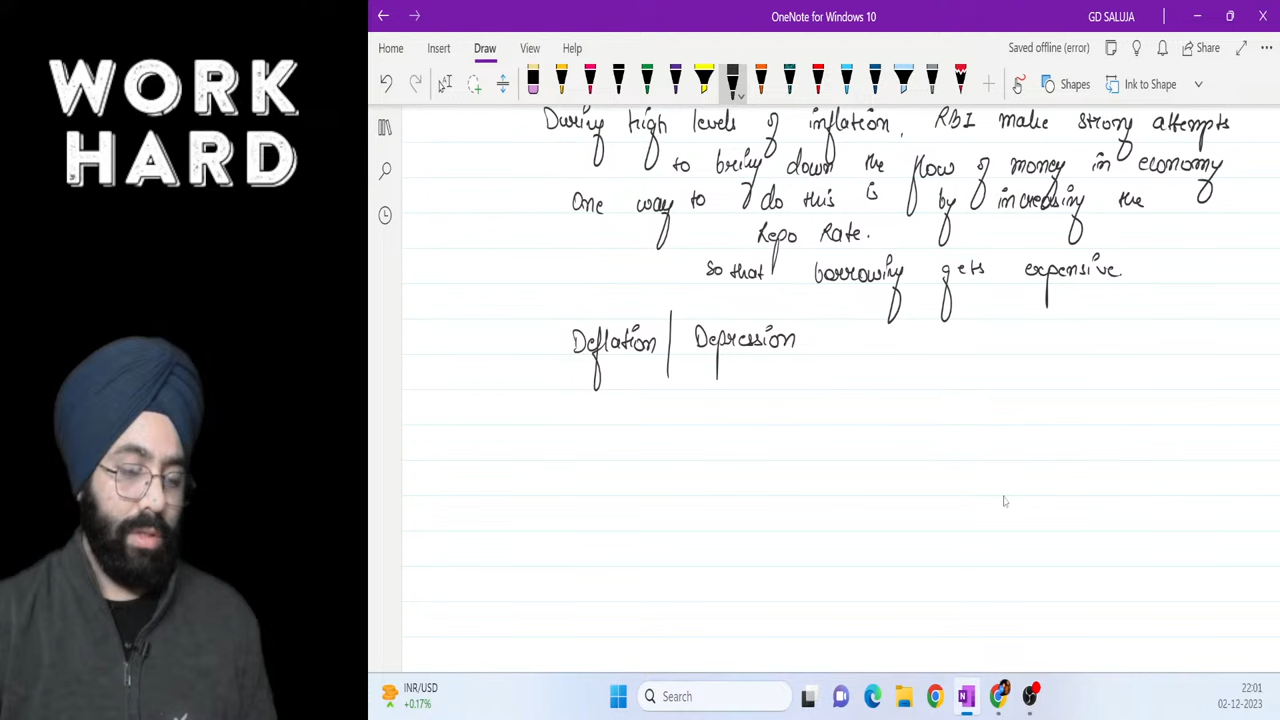 WORK
HARD
OneNote for Windows 10
GD SALUJA
Home Insert Draw View Help
Saved offline (error)
Share
Shapes
Ink to Shape
During high levels of inflation, RBI make strong attempts
to bring down the flow of money in economy
One way to do this is by increasing the
Repo Rate.
So that borrowing gets expensive.
Deflation | Depression
INR/USD
+0.17%
Search
22:01
02-12-2023